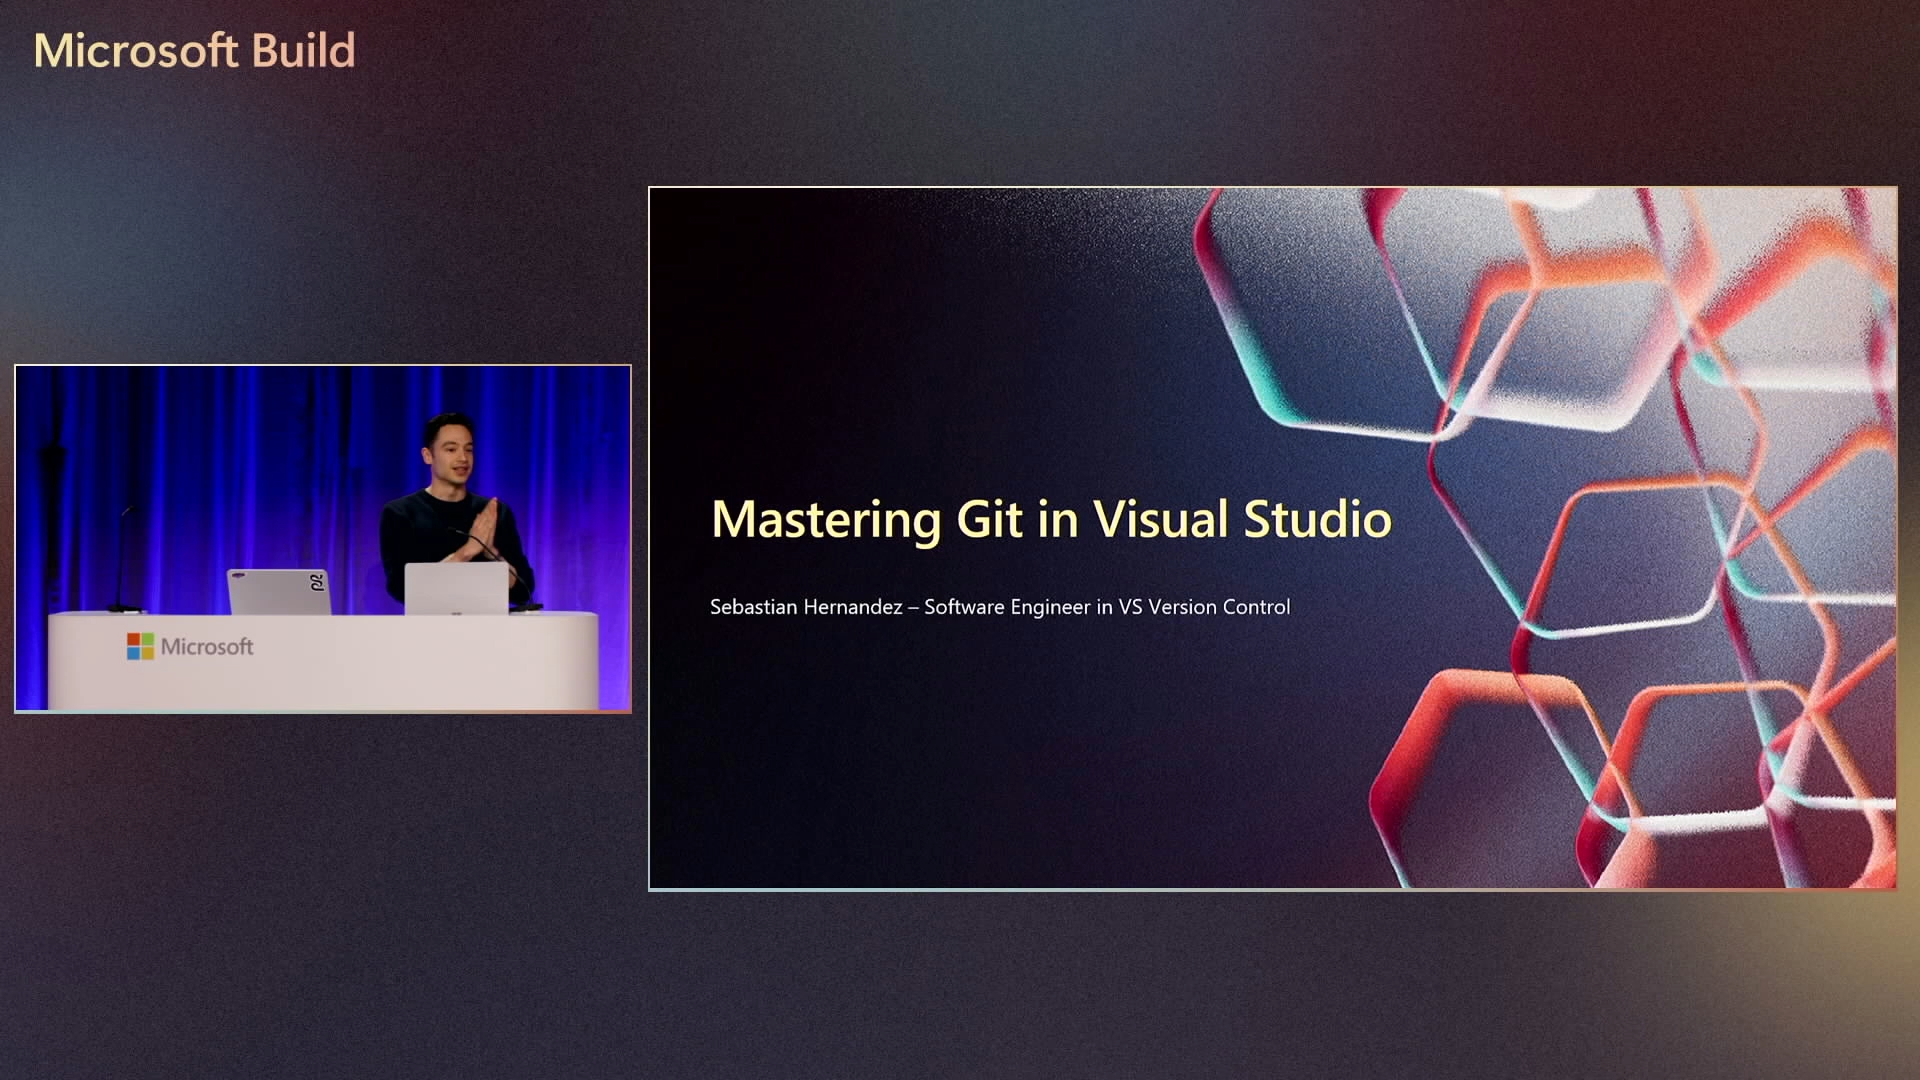 Microsoft Build
Mastering Git in Visual Studio
Sebastian Hernandez – Software Engineer in VS Version Control
Microsoft